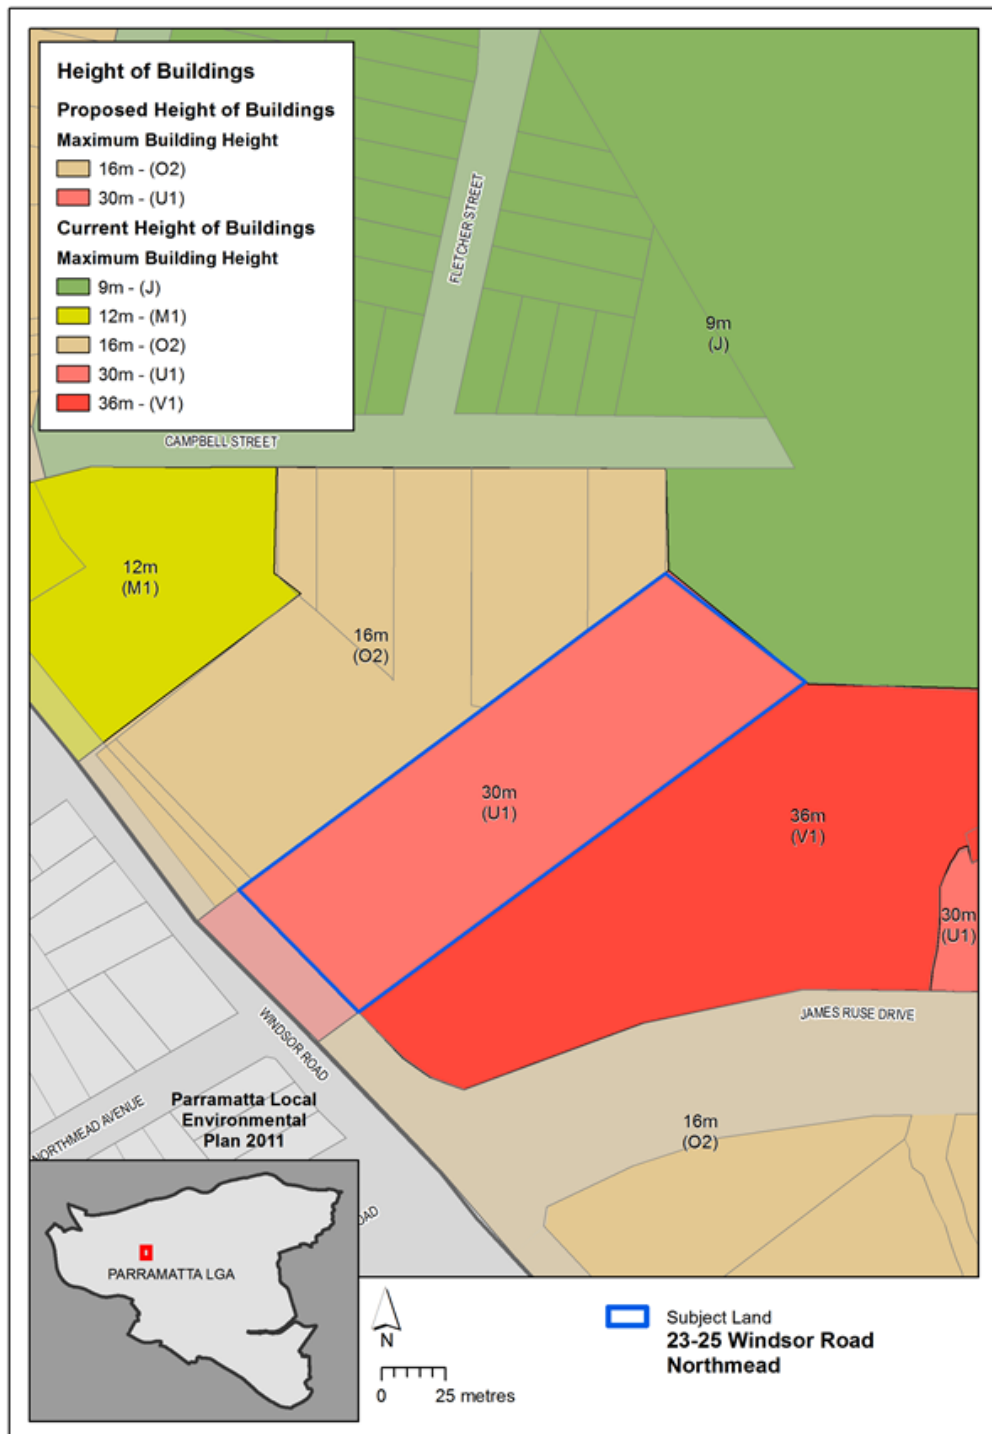 Height of Buildings
Proposed Height of Buildings
Maximum Building Height
16m - (O2)
30m - (U1)
Current Height of Buildings
Maximum Building Height
9m - (J)
12m - (M1)
16m - (O2)
30m - (U1)
36m - (V1)
FLETCHER STREET
9m
(J)
CAMPBELL STREET
12m
(M1)
16m
(O2)
30m
(U1)
36m
(V1)
30m
(U1)
JAMES RUSE DRIVE
WINDSOR ROAD
NORTHMEAD AVENUE
Parramatta Local
Environmental
Plan 2011
16m
(O2)
PARRAMATTA LGA
N
0 25 metres
Subject Land
23-25 Windsor Road
Northmead